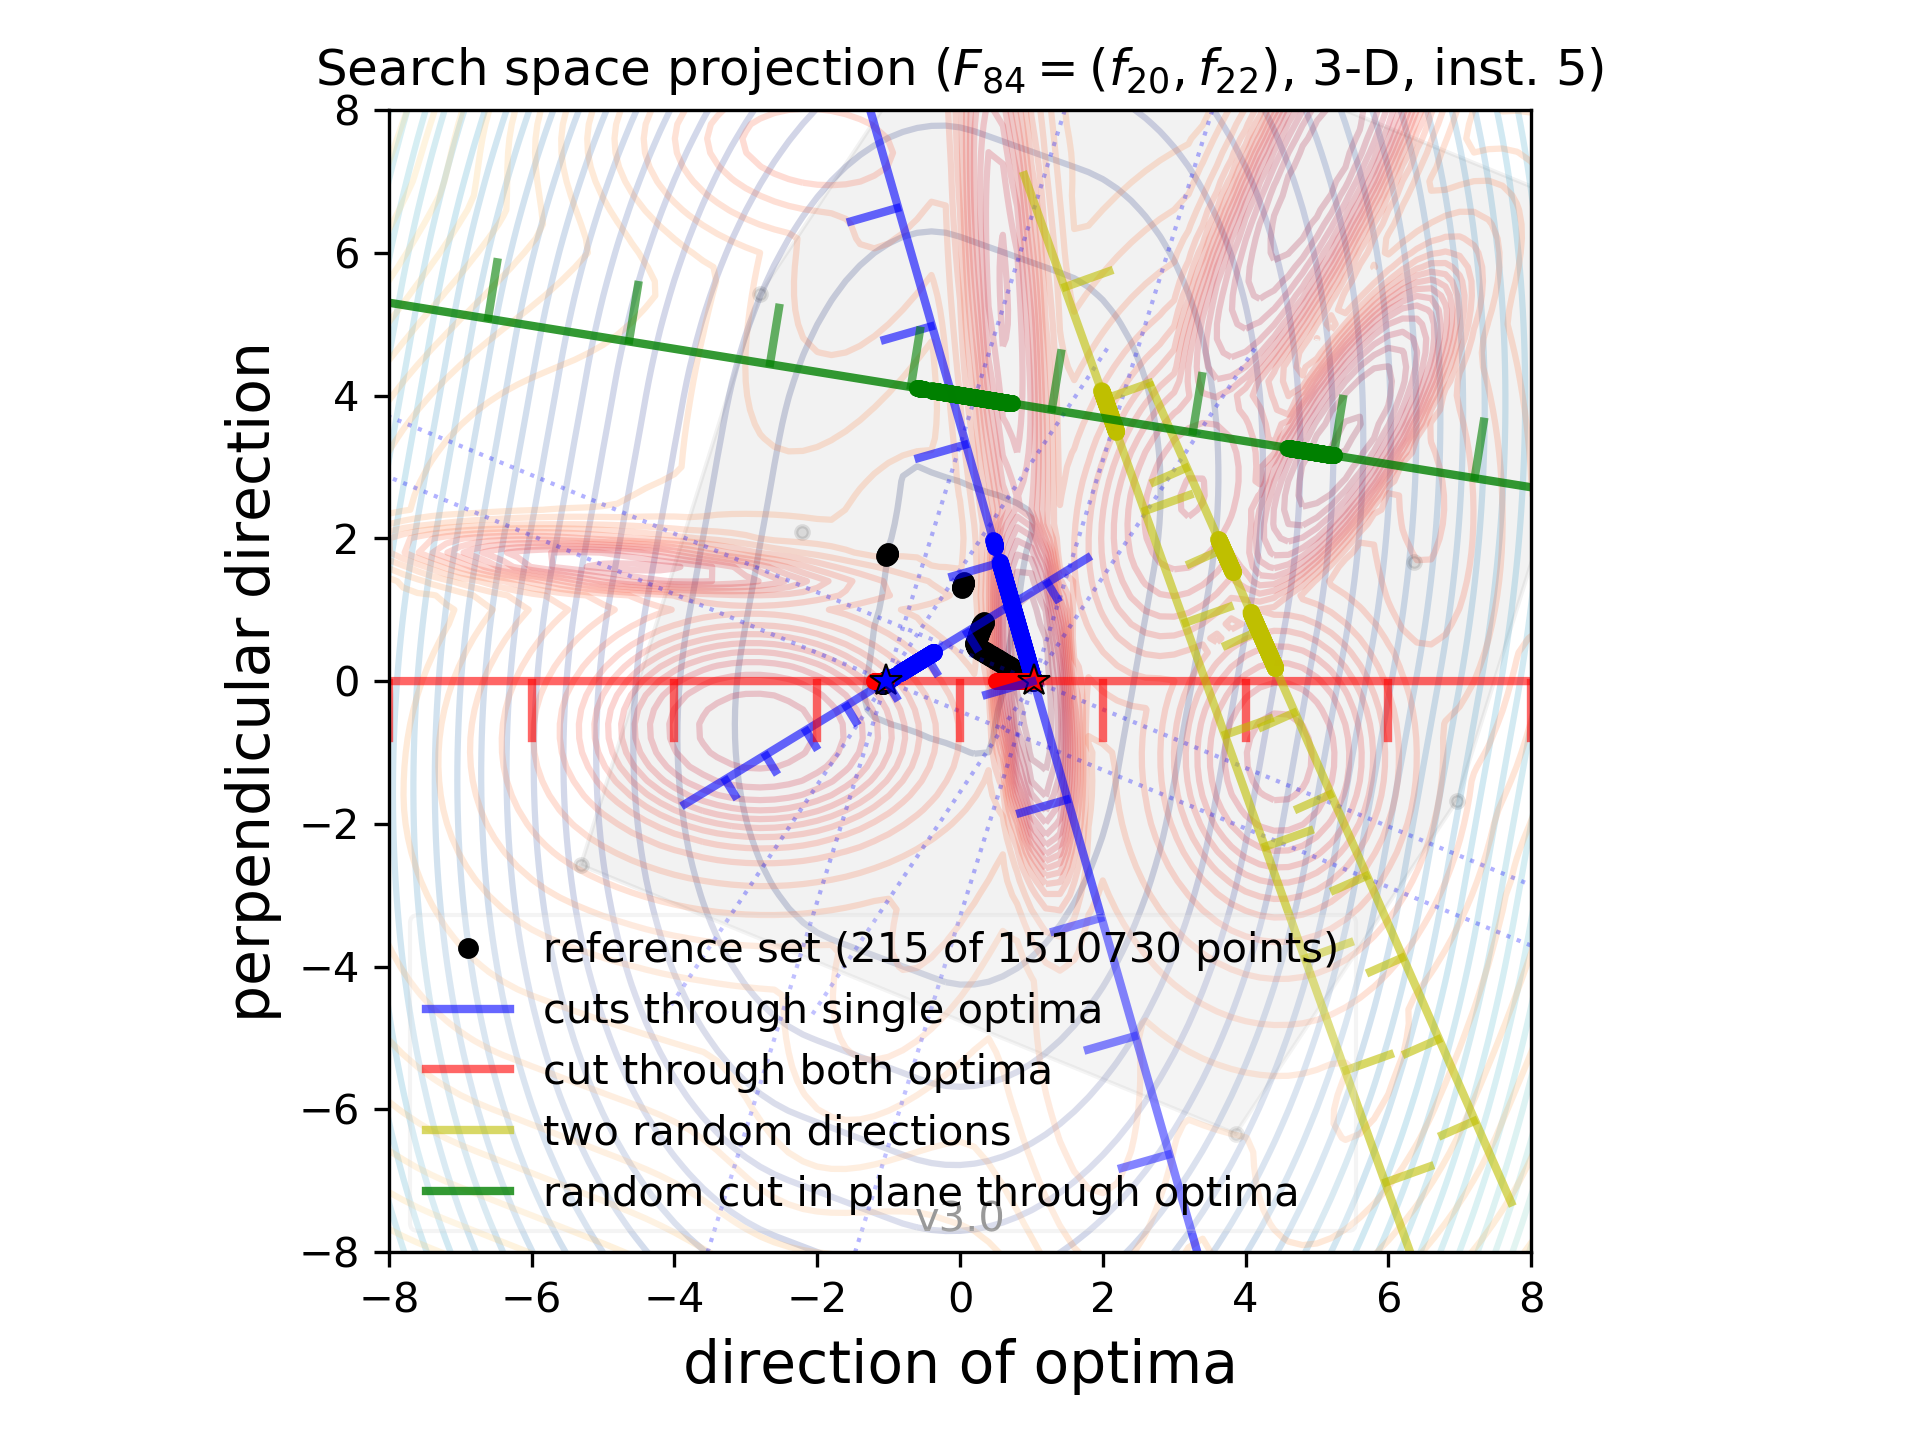 Search space projection (F84 = (f20, f22), 3-D, inst. 5)
8
6
4
2
0
−2
−4
−6
−8
perpendicular direction
reference set (215 of 1510730 points)
cuts through single optima
cut through both optima
two random directions
random cut in plane through optima
v3.0
−8 −6 −4 −2 0 2 4 6 8
direction of optima